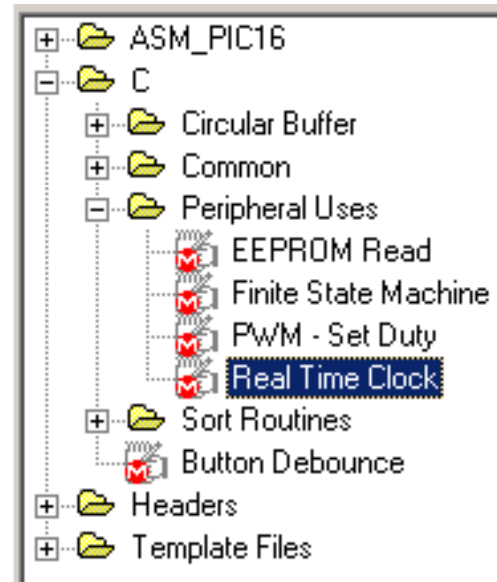 ASM_PIC16
C
Circular Buffer
Common
Peripheral Uses
EEPROM Read
Finite State Machine
PWM - Set Duty
Real Time Clock
Sort Routines
Button Debounce
Headers
Template Files